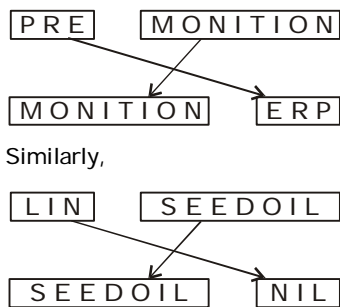 PRE MONITION
MONITION ERP
Similarly,
LIN SEEDOIL
SEEDOIL NIL